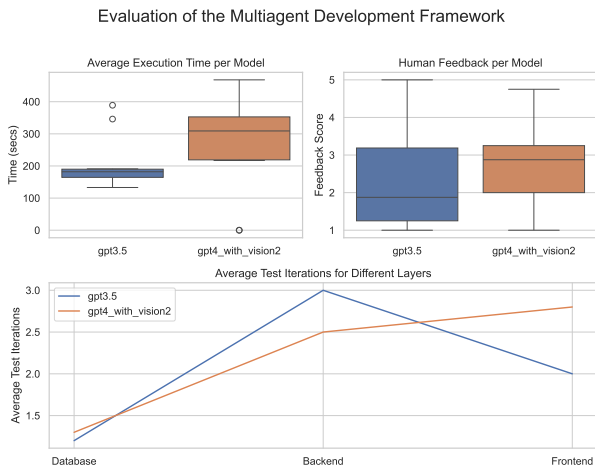 Evaluation of the Multiagent Development Framework
Average Execution Time per Model
Time (secs)
400
300
200
100
0
gpt3.5
gpt4_with_vision2
Human Feedback per Model
Feedback Score
5
4
3
2
1
gpt3.5
gpt4_with_vision2
Average Test Iterations for Different Layers
Average Test Iterations
3.0
2.5
2.0
1.5
gpt3.5
gpt4_with_vision2
Database
Backend
Frontend